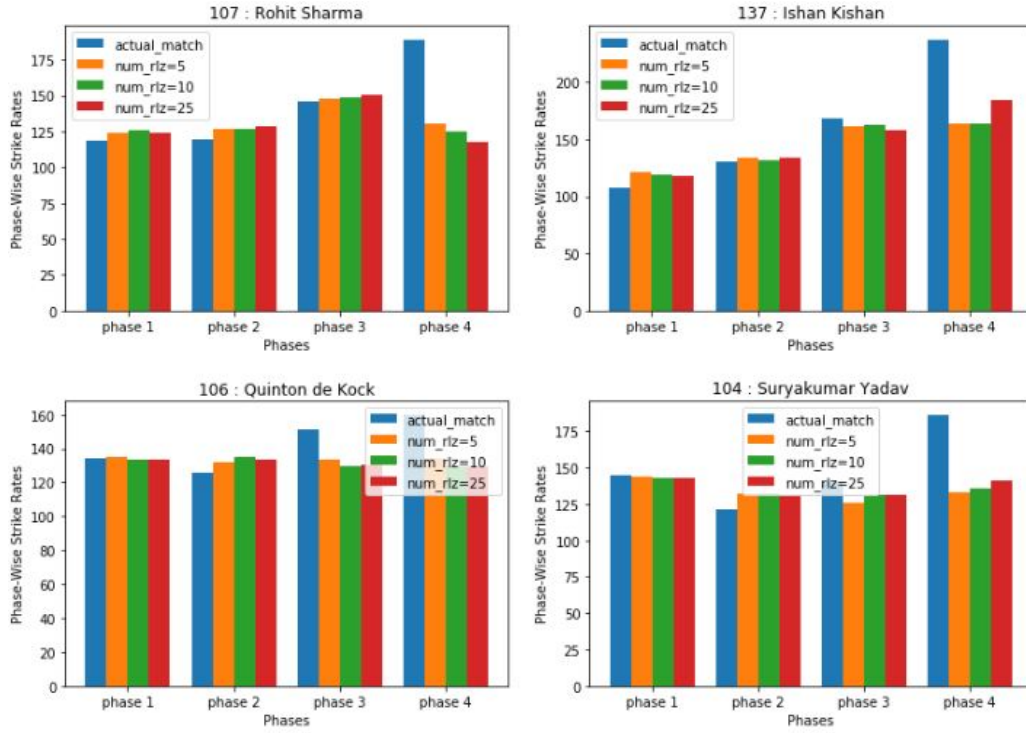 107 : Rohit Sharma
Phase-Wise Strike Rates
175
150
125
100
75
50
25
0
actual_match
num_rlz=5
num_rlz=10
num_rlz=25
phase 1 phase 2 phase 3 phase 4
Phases
137 : Ishan Kishan
Phase-Wise Strike Rates
200
150
100
50
0
actual_match
num_rlz=5
num_rlz=10
num_rlz=25
phase 1 phase 2 phase 3 phase 4
Phases
106 : Quinton de Kock
Phase-Wise Strike Rates
160
140
120
100
80
60
40
20
0
actual_match
num_rlz=5
num_rlz=10
num_rlz=25
phase 1 phase 2 phase 3 phase 4
Phases
104 : Suryakumar Yadav
Phase-Wise Strike Rates
175
150
125
100
75
50
25
0
actual_match
num_rlz=5
num_rlz=10
num_rlz=25
phase 1 phase 2 phase 3 phase 4
Phases